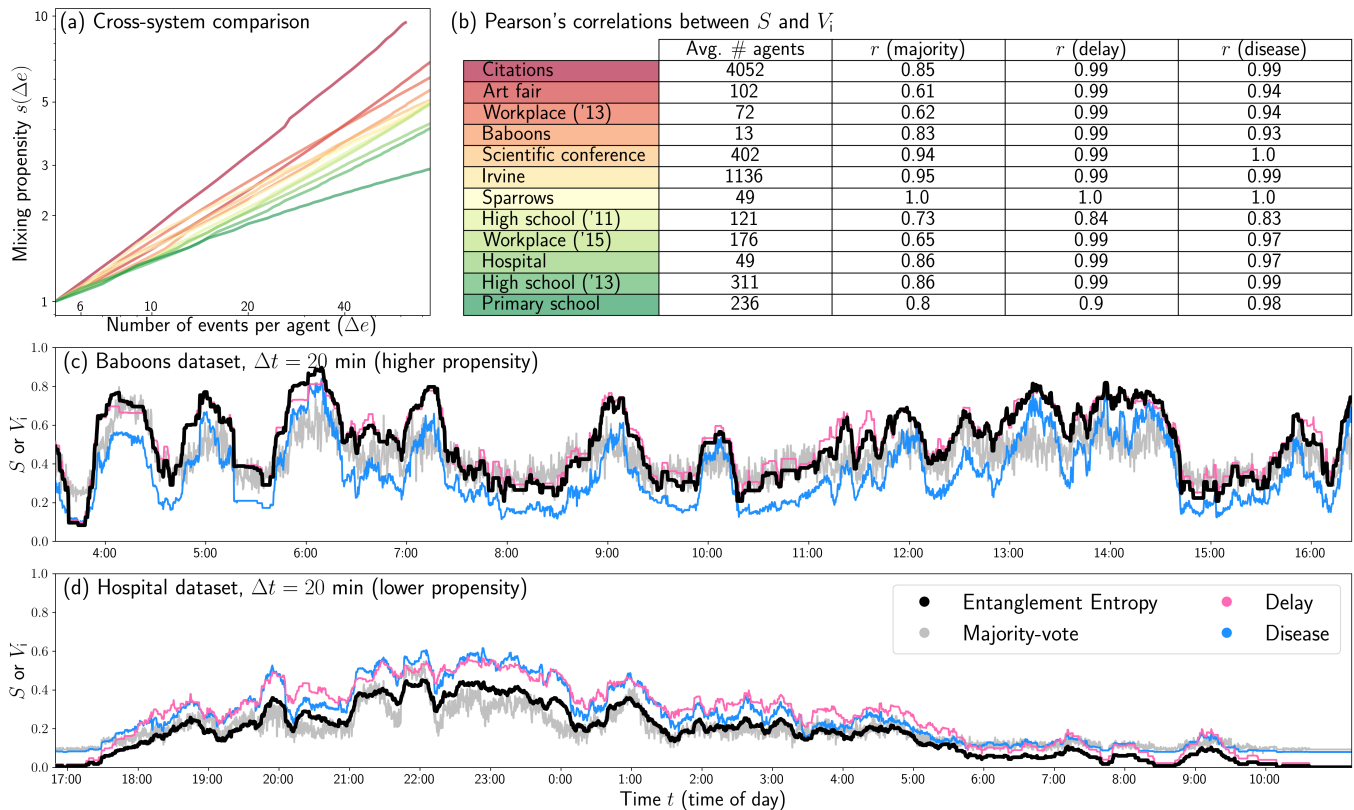 (a) Cross-system comparison
10
5
3
2
1
Mixing propensity s(Δe)
6 10 20 40
Number of events per agent (Δe)
(b) Pearson's correlations between S and Vᵢ
Avg. # agents r (majority) r (delay) r (disease)
Citations 4052 0.85 0.99 0.99
Art fair 102 0.61 0.99 0.94
Workplace ('13) 72 0.62 0.99 0.94
Baboons 13 0.83 0.99 0.93
Scientific conference 402 0.94 0.99 1.0
Irvine 1136 0.95 0.99 0.99
Sparrows 49 1.0 1.0 1.0
High school ('11) 121 0.73 0.84 0.83
Workplace ('15) 176 0.65 0.99 0.97
Hospital 49 0.86 0.99 0.97
High school ('13) 311 0.86 0.99 0.99
Primary school 236 0.8 0.9 0.98
(c) Baboons dataset, Δt = 20 min (higher propensity)
1.0
0.8
0.6
0.4
0.2
0.0
S or Vᵢ
4:00 5:00 6:00 7:00 8:00 9:00 10:00 11:00 12:00 13:00 14:00 15:00 16:00
(d) Hospital dataset, Δt = 20 min (lower propensity)
1.0
0.8
0.6
0.4
0.2
0.0
S or Vᵢ
Entanglement Entropy
Majority-vote
Delay
Disease
17:00 18:00 19:00 20:00 21:00 22:00 23:00 0:00 1:00 2:00 3:00 4:00 5:00 6:00 7:00 8:00 9:00 10:00
Time t (time of day)